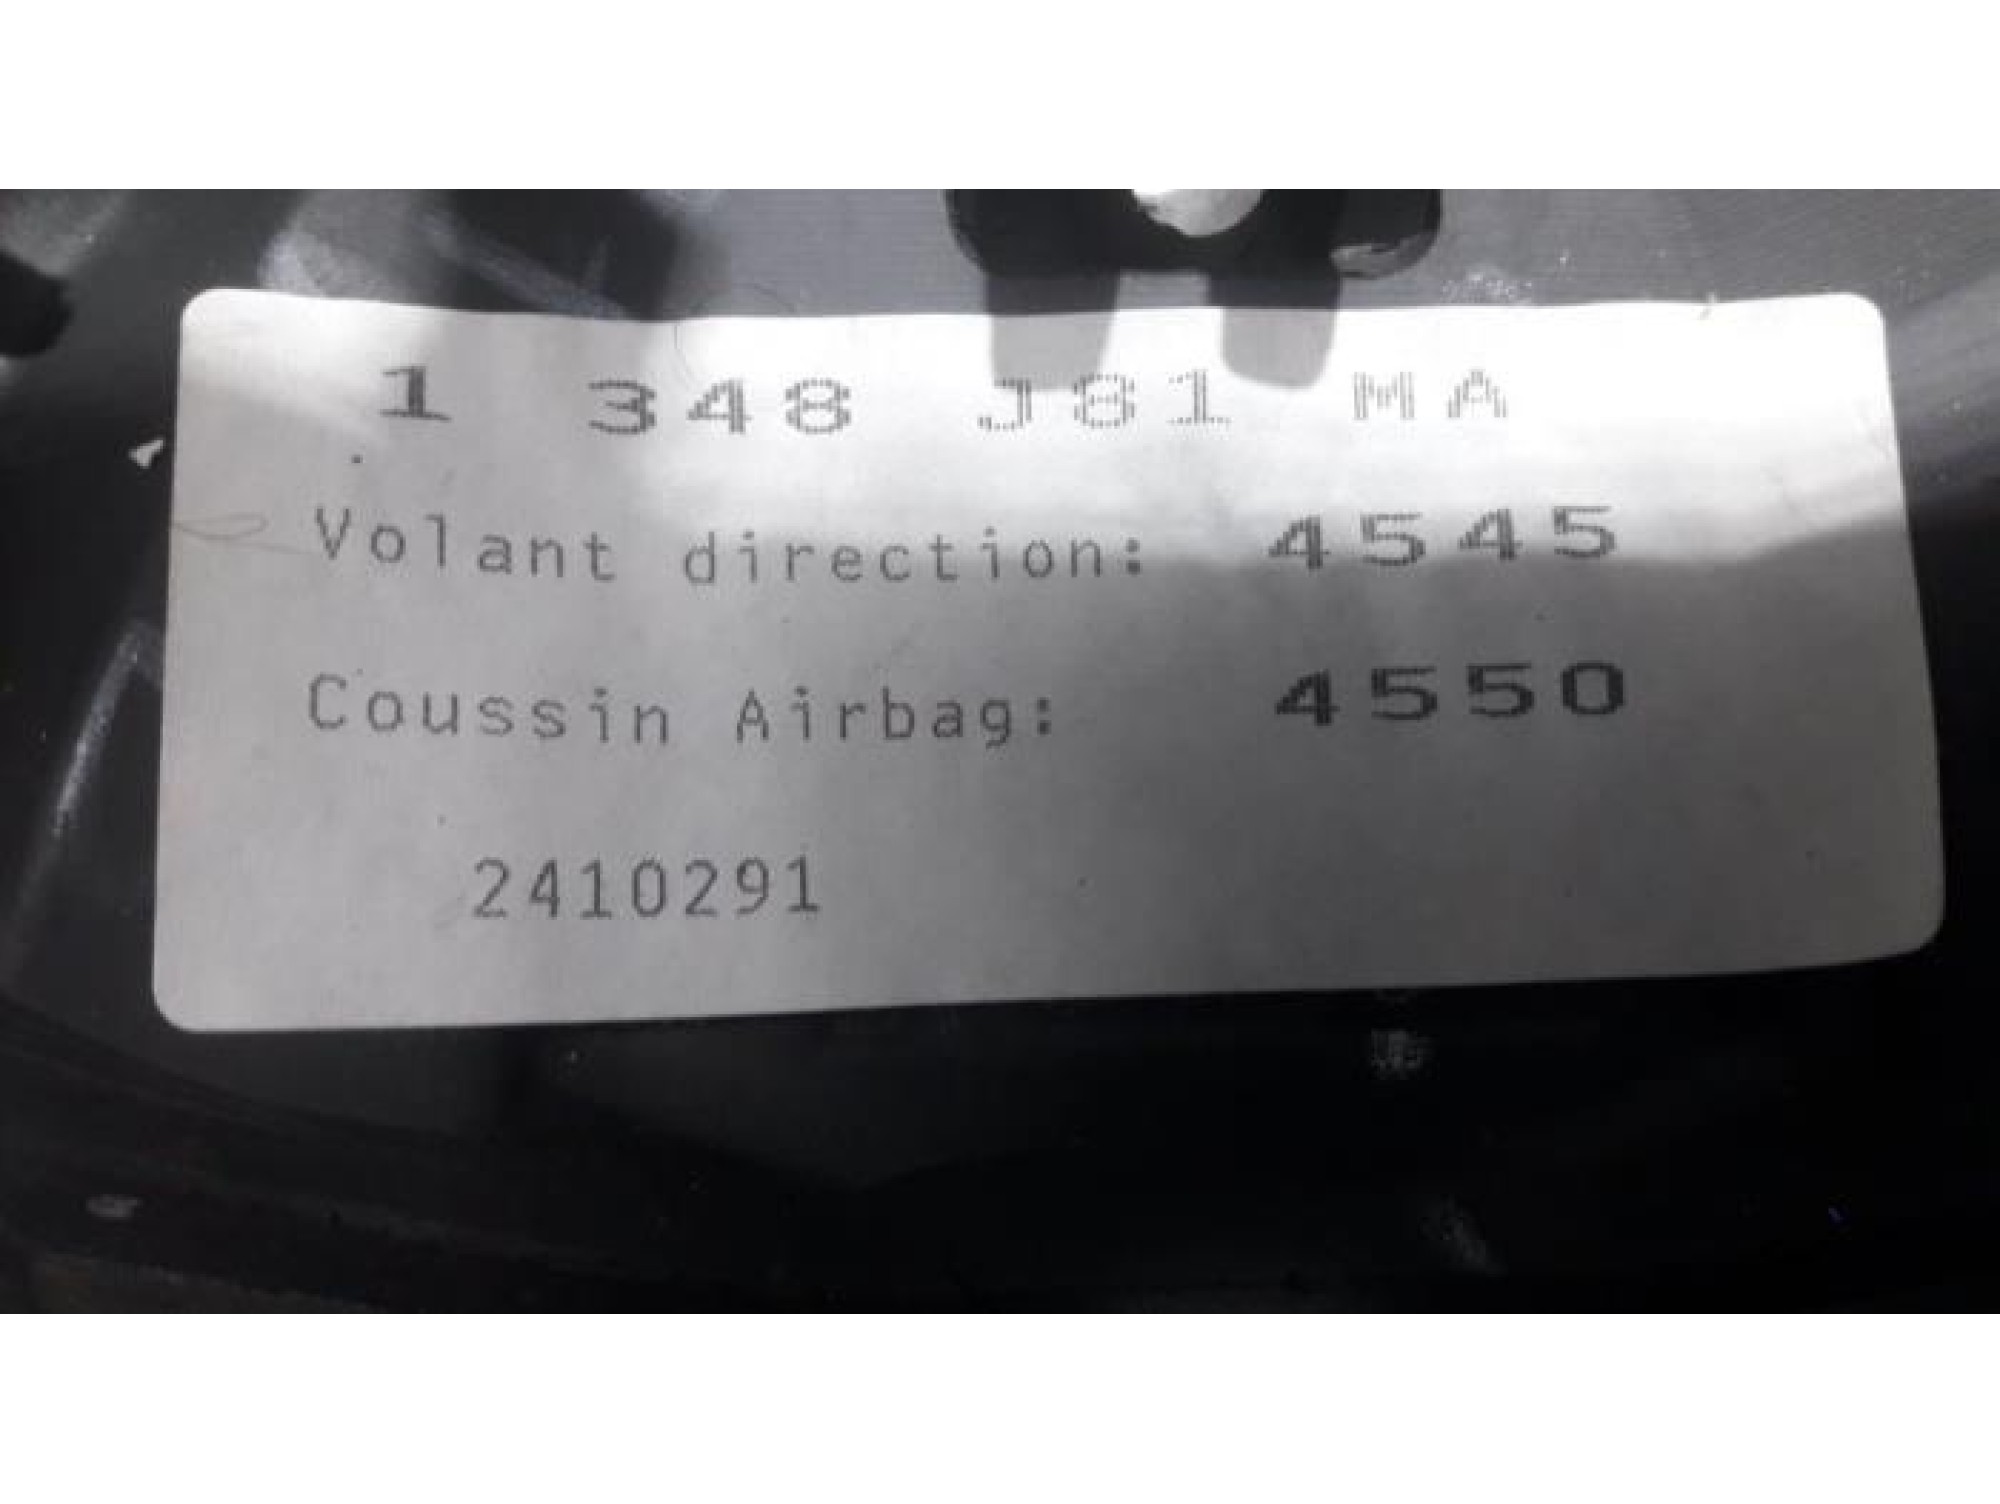 1 348 J81 MA
Volant direction: 4545
Coussin Airbag: 4550
2410291